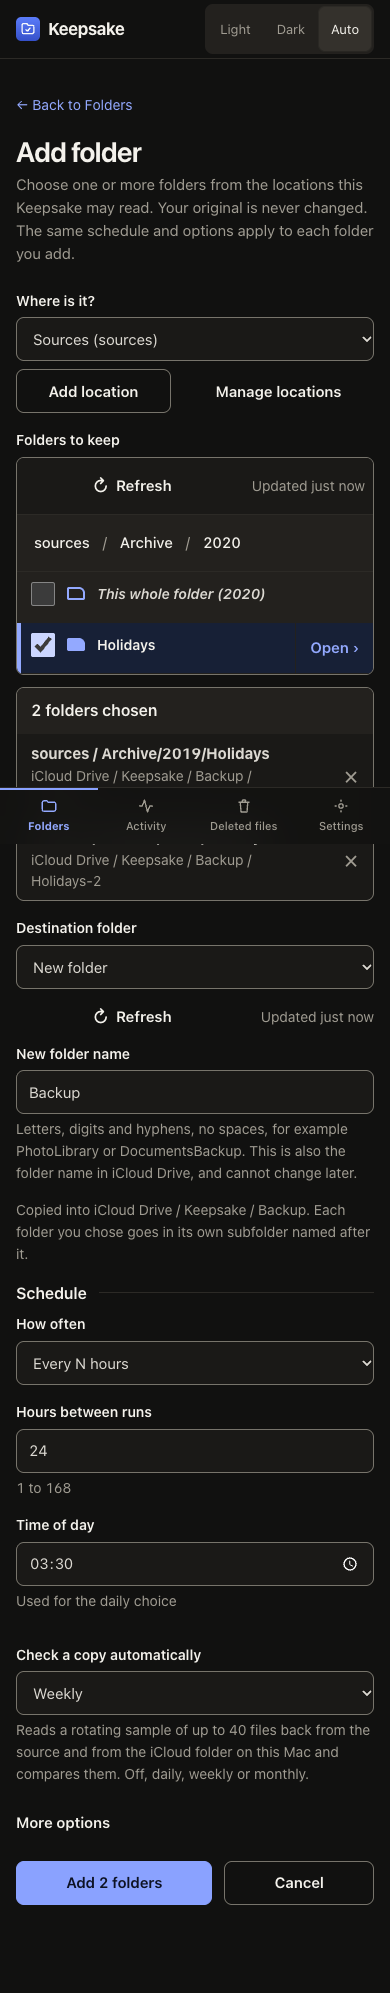 Keepsake
Light Dark Auto
← Back to Folders
Add folder
Choose one or more folders from the locations this
Keepsake may read. Your original is never changed.
The same schedule and options apply to each folder
you add.
Where is it?
Sources (sources)
Add location Manage locations
Folders to keep
Refresh Updated just now
sources / Archive / 2020
This whole folder (2020)
Holidays Open ›
2 folders chosen
sources / Archive/2019/Holidays
iCloud Drive / Keepsake / Backup /
Folders Activity Deleted files Settings
iCloud Drive / Keepsake / Backup /
Holidays-2
Destination folder
New folder
Refresh Updated just now
New folder name
Backup
Letters, digits and hyphens, no spaces, for example
PhotoLibrary or DocumentsBackup. This is also the
folder name in iCloud Drive, and cannot change later.
Copied into iCloud Drive / Keepsake / Backup. Each
folder you chose goes in its own subfolder named after
it.
Schedule
How often
Every N hours
Hours between runs
24
1 to 168
Time of day
03:30
Used for the daily choice
Check a copy automatically
Weekly
Reads a rotating sample of up to 40 files back from the
source and from the iCloud folder on this Mac and
compares them. Off, daily, weekly or monthly.
More options
Add 2 folders Cancel